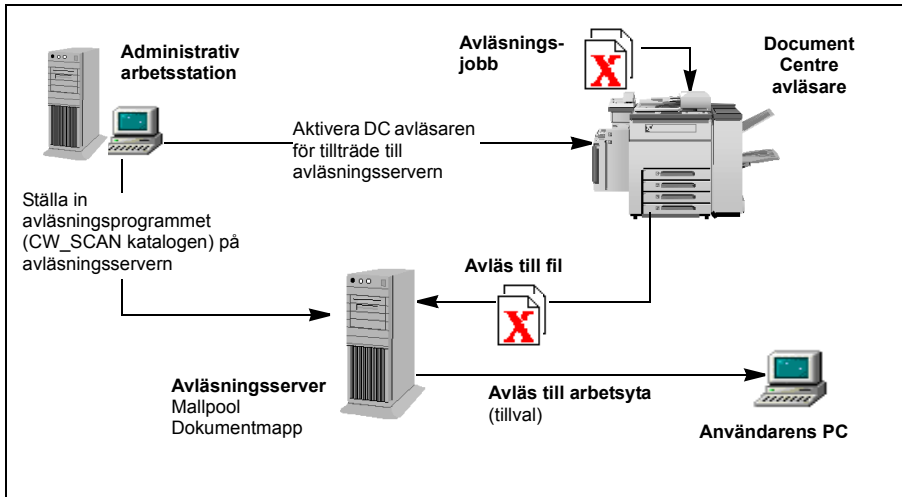 Administrativ
arbetsstation
Avläsnings-
jobb
Document
Centre
avläsare
Aktivera DC avläsaren
för tillträde till
avläsningsservern
Ställa in
avläsningsprogrammet
(CW_SCAN katalogen) på
avläsningsservern
Avläs till fil
Avläsningsserver
Mallpool
Dokumentmapp
Avläs till arbetsyta
(tillval)
Användarens PC